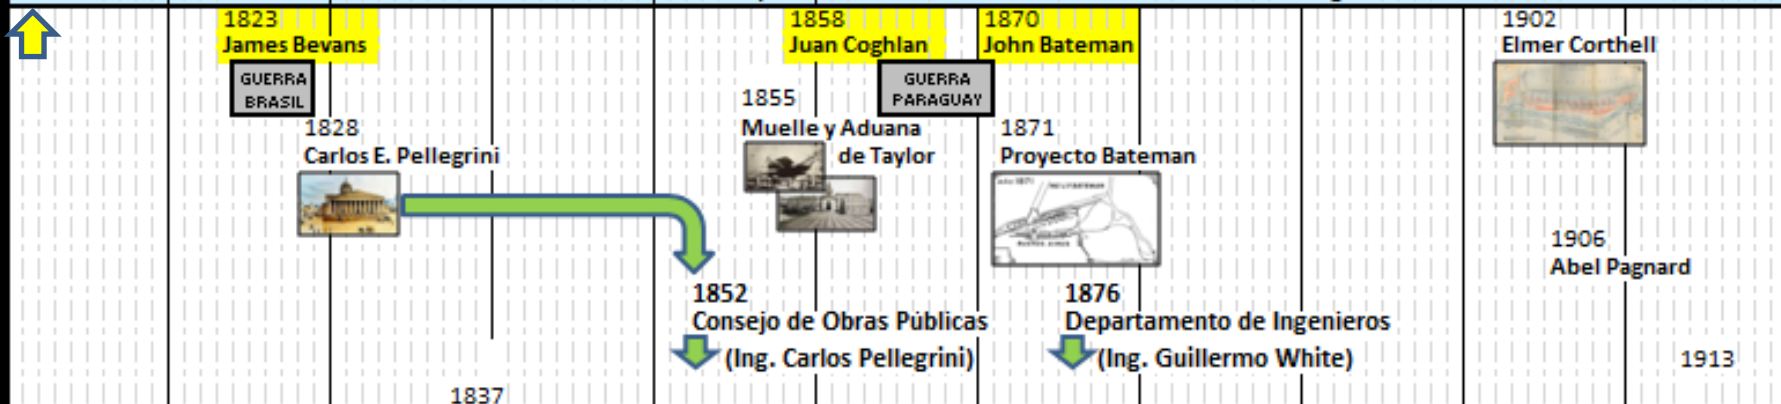 1823
James Bevans
GUERRA
BRASIL
1828
Carlos E. Pellegrini
1858
Juan Coghlan
GUERRA
PARAGUAY
1855
Muelle y Aduana
de Taylor
1870
John Bateman
1871
Proyecto Bateman
1902
Elmer Corthell
1906
Abel Pagnard
1852
Consejo de Obras Públicas
(Ing. Carlos Pellegrini)
1876
Departamento de Ingenieros
(Ing. Guillermo White)
1913
1837